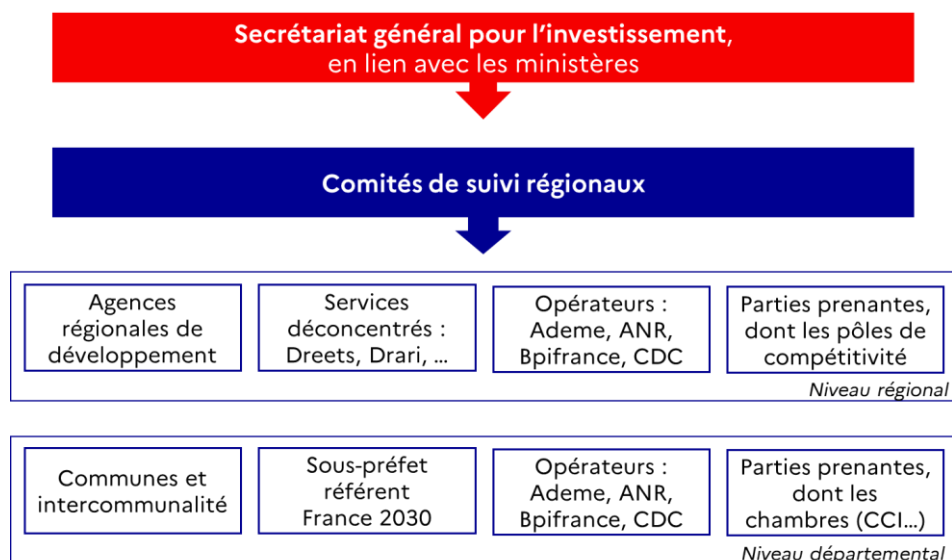 Secrétariat général pour l'investissement,
en lien avec les ministères
Comités de suivi régionaux
Agences
régionales de
développement
Services
déconcentrés :
Dreets, Drari, ...
Opérateurs :
Ademe, ANR,
Bpifrance, CDC
Parties prenantes,
dont les pôles de
compétitivité
Niveau régional
Communes et
intercommunalité
Sous-préfet
référent
France 2030
Opérateurs :
Ademe, ANR,
Bpifrance, CDC
Parties prenantes,
dont les
chambres (CCI...)
Niveau départemental